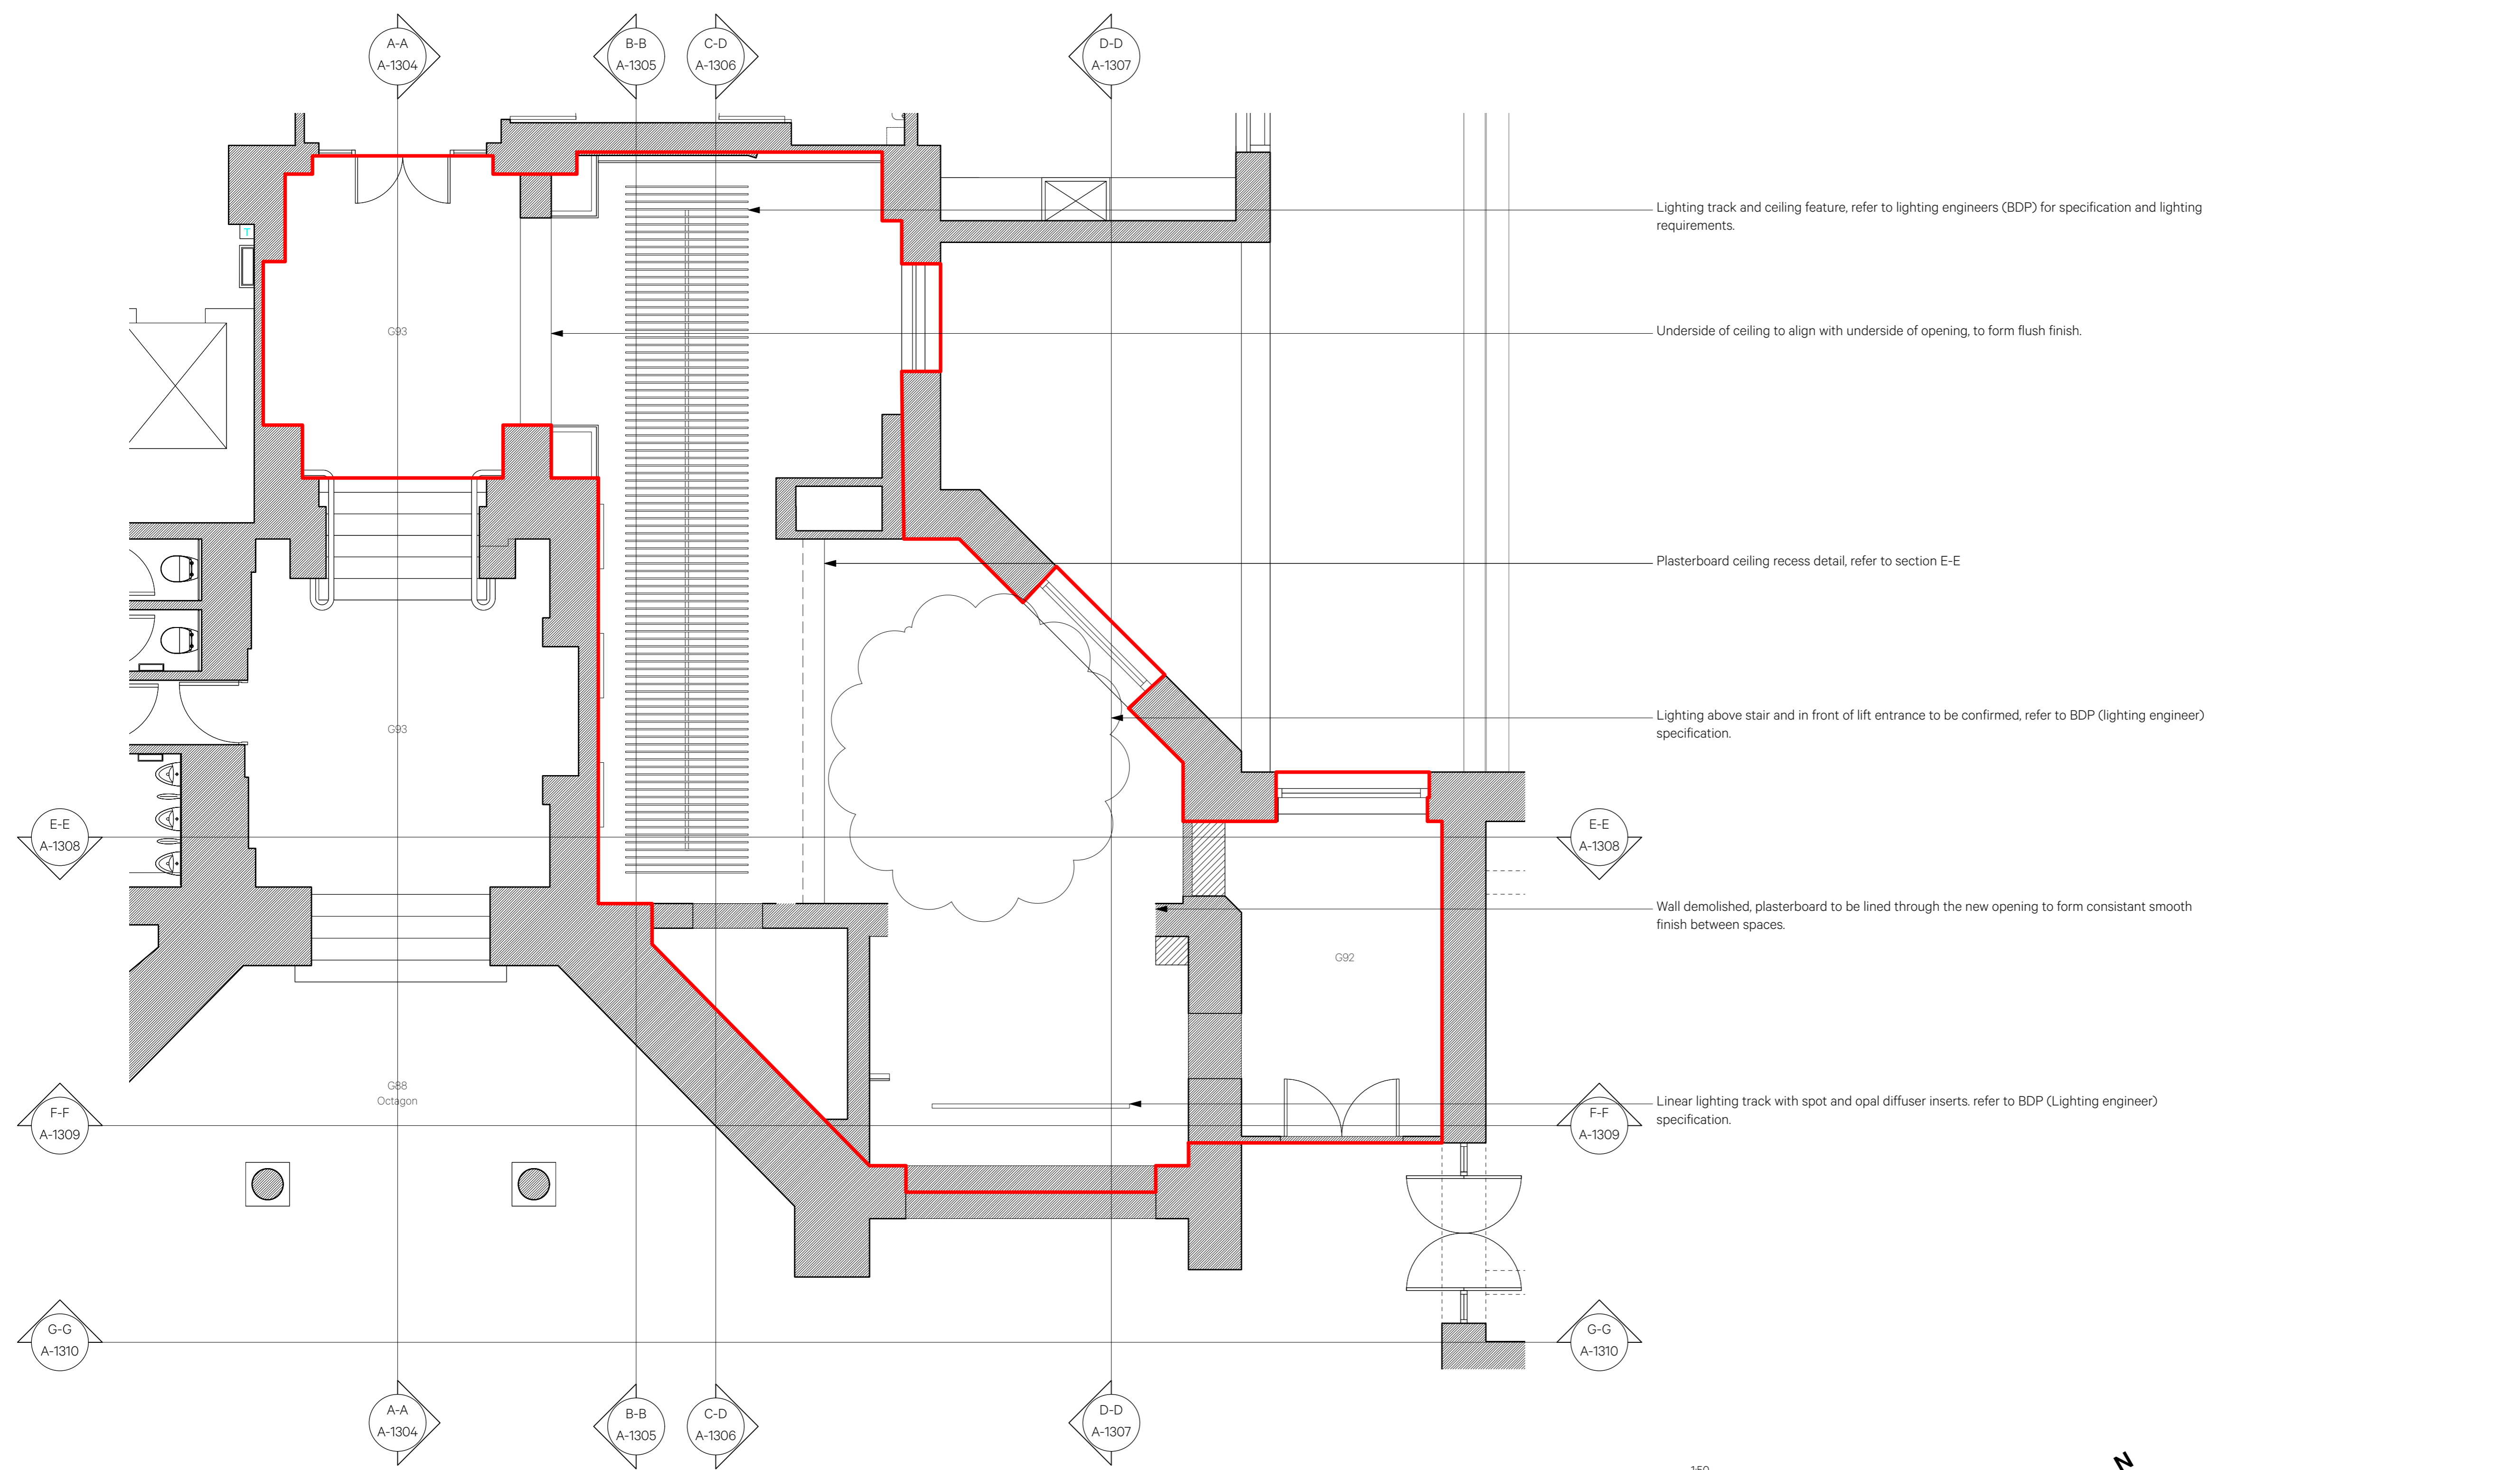 A-A
A-1304
B-B
A-1305
C-D
A-1306
D-D
A-1307
Lighting track and ceiling feature, refer to lighting engineers (BDP) for specification and lighting
requirements.
T
G93
Underside of ceiling to align with underside of opening, to form flush finish.
Plasterboard ceiling recess detail, refer to section E-E
G93
Lighting above stair and in front of lift entrance to be confirmed, refer to BDP (lighting engineer)
specification.
E-E
A-1308
E-E
A-1308
Wall demolished, plasterboard to be lined through the new opening to form consistant smooth
finish between spaces.
G92
G88
Octagon
Linear lighting track with spot and opal diffuser inserts. refer to BDP (Lighting engineer)
specification.
F-F
A-1309
F-F
A-1309
G-G
A-1310
G-G
A-1310
A-A
A-1304
B-B
A-1305
C-D
A-1306
D-D
A-1307
N
1:50